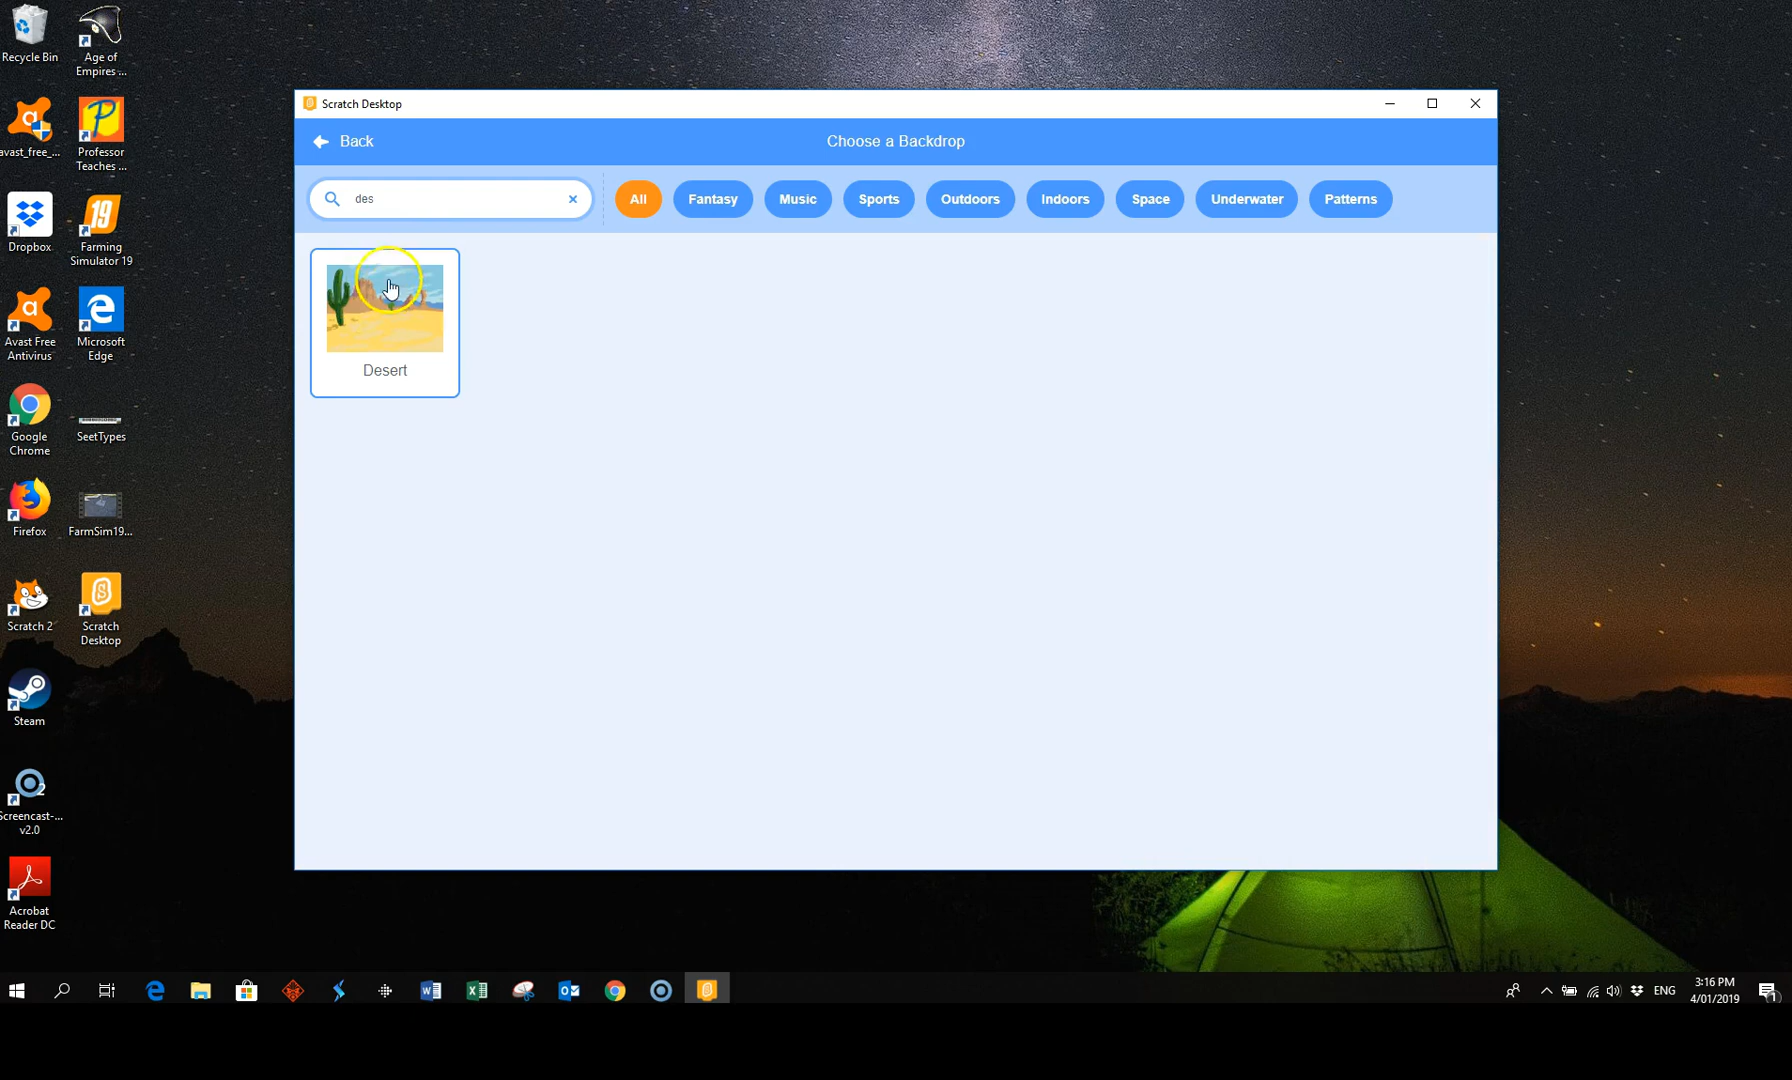 Recycle Bin
Age of
Empires ...
avast_free_...
Professor
Teaches ...
Dropbox
Farming
Simulator 19
Avast Free
Antivirus
Microsoft
Edge
Google
Chrome
SeetTypes
Firefox
FarmSim19...
Scratch 2
Scratch
Desktop
Steam
Screencast-...
v2.0
Acrobat
Reader DC
Scratch Desktop
Back
Choose a Backdrop
des
All
Fantasy
Music
Sports
Outdoors
Indoors
Space
Underwater
Patterns
Desert
ENG
3:16 PM
4/01/2019
1